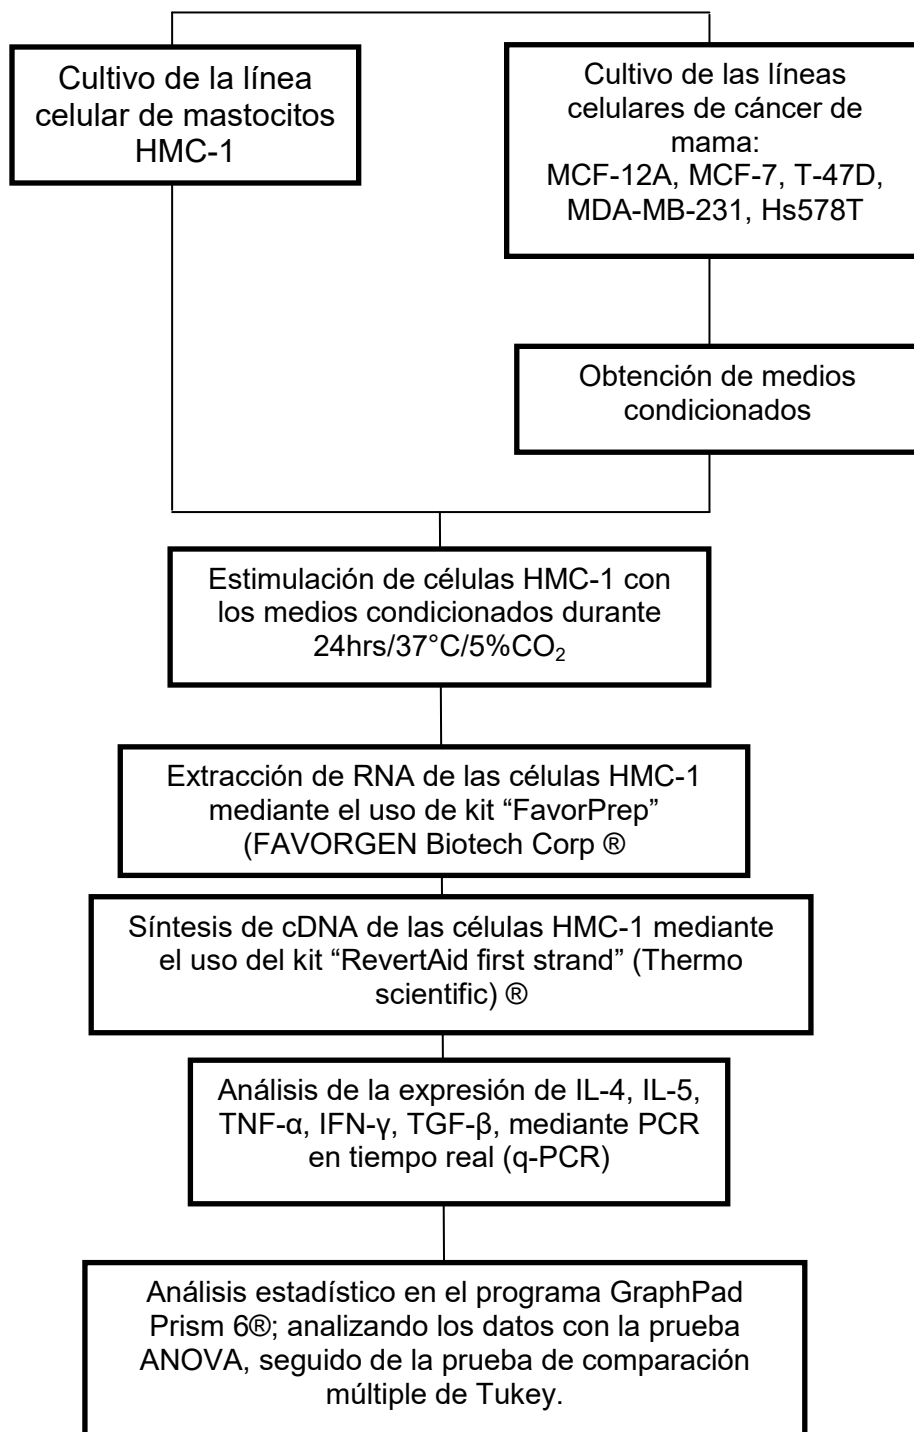 Cultivo de la línea
celular de mastocitos
HMC-1
Cultivo de las líneas
celulares de cáncer de
mama:
MCF-12A, MCF-7, T-47D,
MDA-MB-231, Hs578T
Obtención de medios
condicionados
Estimulación de células HMC-1 con
los medios condicionados durante
24hrs/37°C/5%CO₂
Extracción de RNA de las células HMC-1
mediante el uso de kit “FavorPrep”
(FAVORGEN Biotech Corp ®
Síntesis de cDNA de las células HMC-1 mediante
el uso del kit “RevertAid first strand” (Thermo
scientific) ®
Análisis de la expresión de IL-4, IL-5,
TNF-α, IFN-γ, TGF-β, mediante PCR
en tiempo real (q-PCR)
Análisis estadístico en el programa GraphPad
Prism 6®; analizando los datos con la prueba
ANOVA, seguido de la prueba de comparación
múltiple de Tukey.